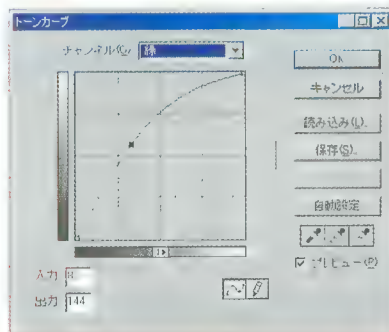 トーンカーブ
チャンネル(C): 緑
OK
キャンセル
読み込み(L)...
保存(S)...
自動設定
プレビュー(P)
入力
出力 144